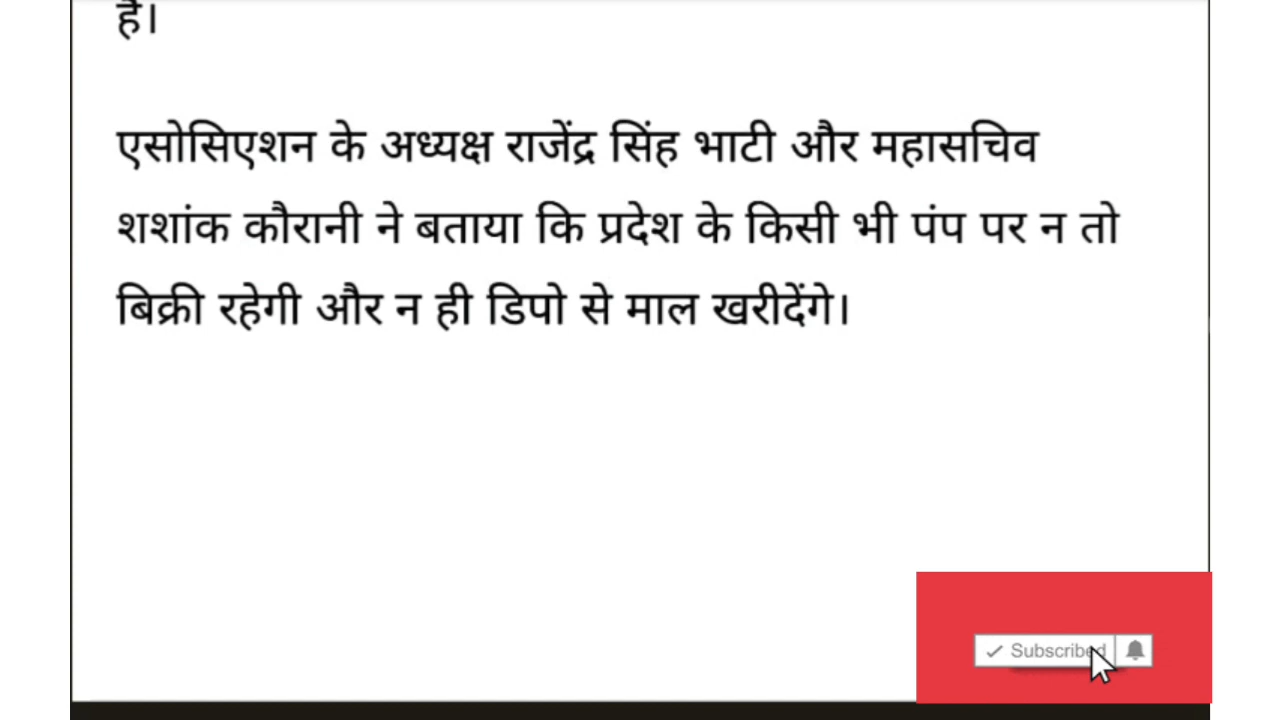 है।
एसोसिएशन के अध्यक्ष राजेंद्र सिंह भाटी और महासचिव
शशांक कौरानी ने बताया कि प्रदेश के किसी भी पंप पर न तो
बिक्री रहेगी और न ही डिपो से माल खरीदेंगे।
Subscribed